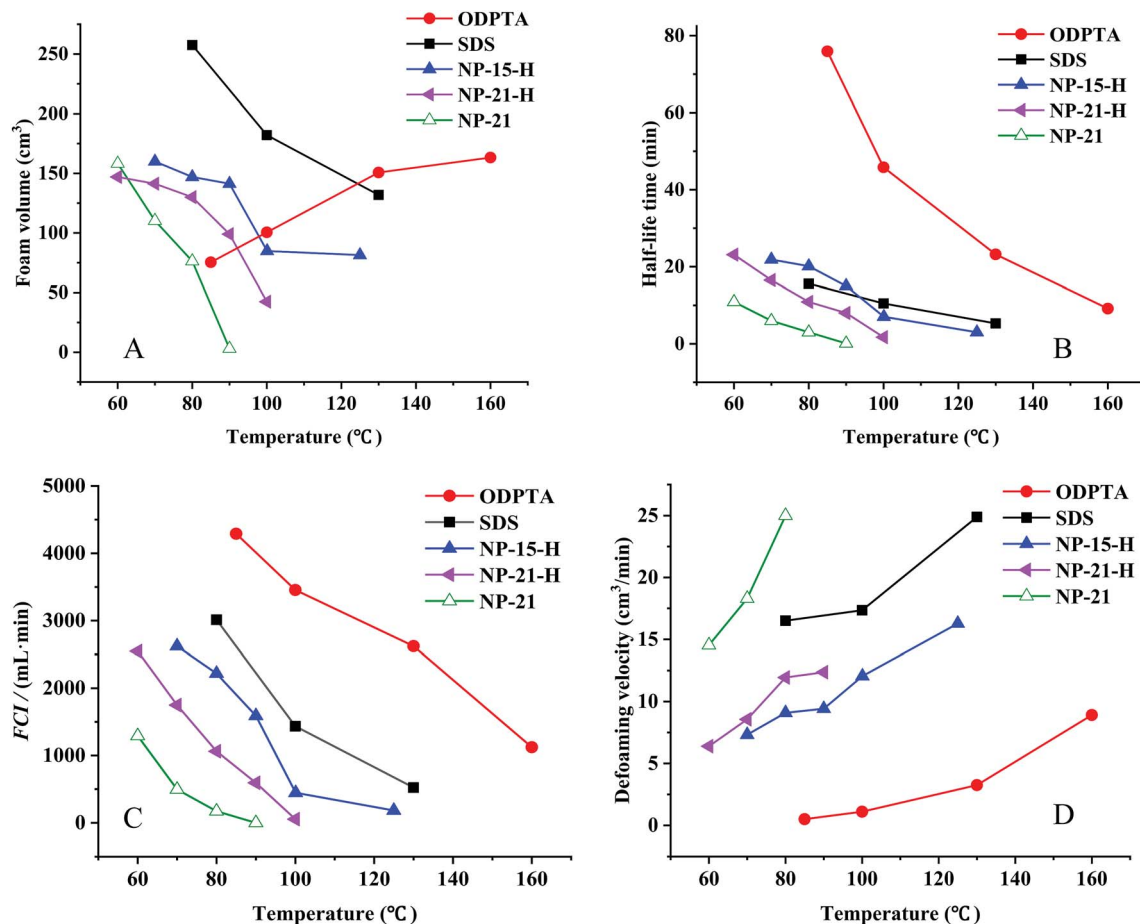 ODPTA
SDS
NP-15-H
NP-21-H
NP-21
250
200
150
100
50
0
Foam volume (cm³)
A
60 80 100 120 140 160
Temperature (℃)
ODPTA
SDS
NP-15-H
NP-21-H
NP-21
80
60
40
20
0
Half-life time (min)
B
60 80 100 120 140 160
Temperature (℃)
ODPTA
SDS
NP-15-H
NP-21-H
NP-21
5000
4000
3000
2000
1000
0
FCI / (mL·min)
C
60 80 100 120 140 160
Temperature (℃)
ODPTA
SDS
NP-15-H
NP-21-H
NP-21
25
20
15
10
5
0
Defoaming velocity (cm³/min)
D
60 80 100 120 140 160
Temperature (℃)